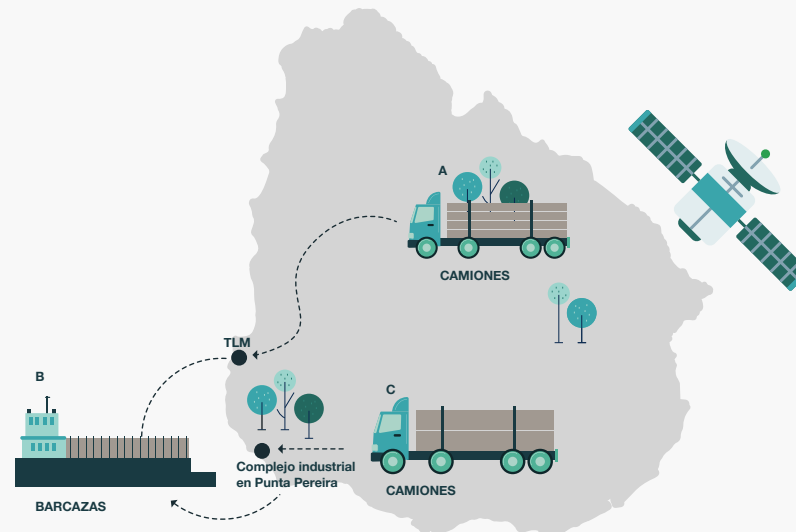 A
CAMIONES
TLM
B
C
Complejo industrial
en Punta Pereira
CAMIONES
BARCAZAS